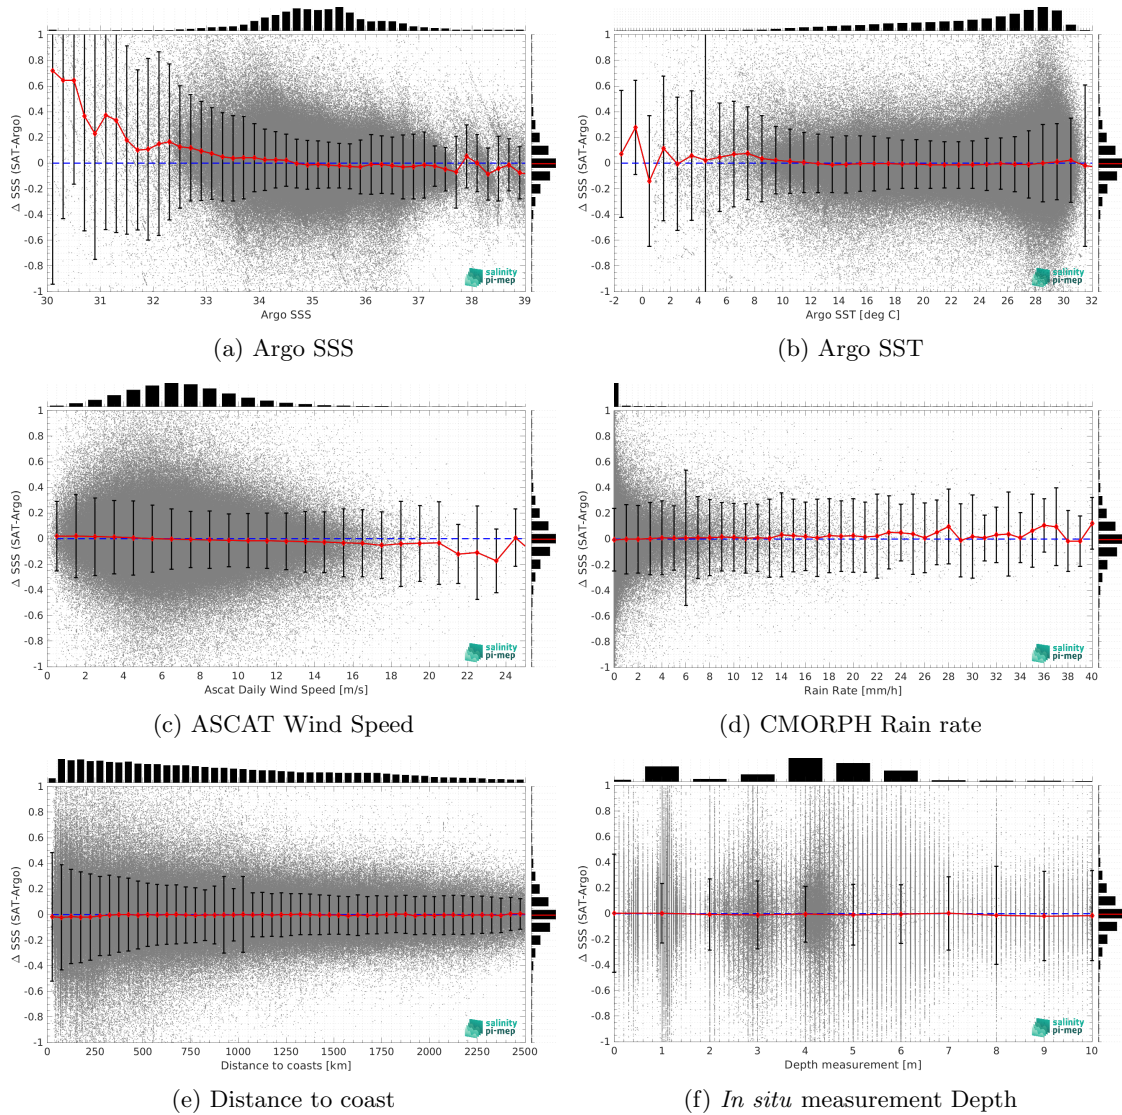 1
0.8
0.6
0.4
0.2
0
-0.2
-0.4
-0.6
-0.8
-1
Δ SSS (SAT-Argo)
30 31 32 33 34 35 36 37 38 39
Argo SSS
salinity
pi-mep
(a) Argo SSS
1
0.8
0.6
0.4
0.2
0
-0.2
-0.4
-0.6
-0.8
-1
Δ SSS (SAT-Argo)
-2 0 2 4 6 8 10 12 14 16 18 20 22 24 26 28 30 32
Argo SST [deg C]
salinity
pi-mep
(b) Argo SST
1
0.8
0.6
0.4
0.2
0
-0.2
-0.4
-0.6
-0.8
-1
Δ SSS (SAT-Argo)
0 2 4 6 8 10 12 14 16 18 20 22 24
Ascat Daily Wind Speed [m/s]
salinity
pi-mep
(c) ASCAT Wind Speed
1
0.8
0.6
0.4
0.2
0
-0.2
-0.4
-0.6
-0.8
-1
Δ SSS (SAT-Argo)
0 2 4 6 8 10 12 14 16 18 20 22 24 26 28 30 32 34 36 38 40
Rain Rate [mm/h]
salinity
pi-mep
(d) CMORPH Rain rate
1
0.8
0.6
0.4
0.2
0
-0.2
-0.4
-0.6
-0.8
-1
Δ SSS (SAT-Argo)
0 250 500 750 1000 1250 1500 1750 2000 2250 2500
Distance to coasts [km]
salinity
pi-mep
(e) Distance to coast
1
0.8
0.6
0.4
0.2
0
-0.2
-0.4
-0.6
-0.8
-1
Δ SSS (SAT-Argo)
0 1 2 3 4 5 6 7 8 9 10
Depth measurement [m]
salinity
pi-mep
(f) In situ measurement Depth